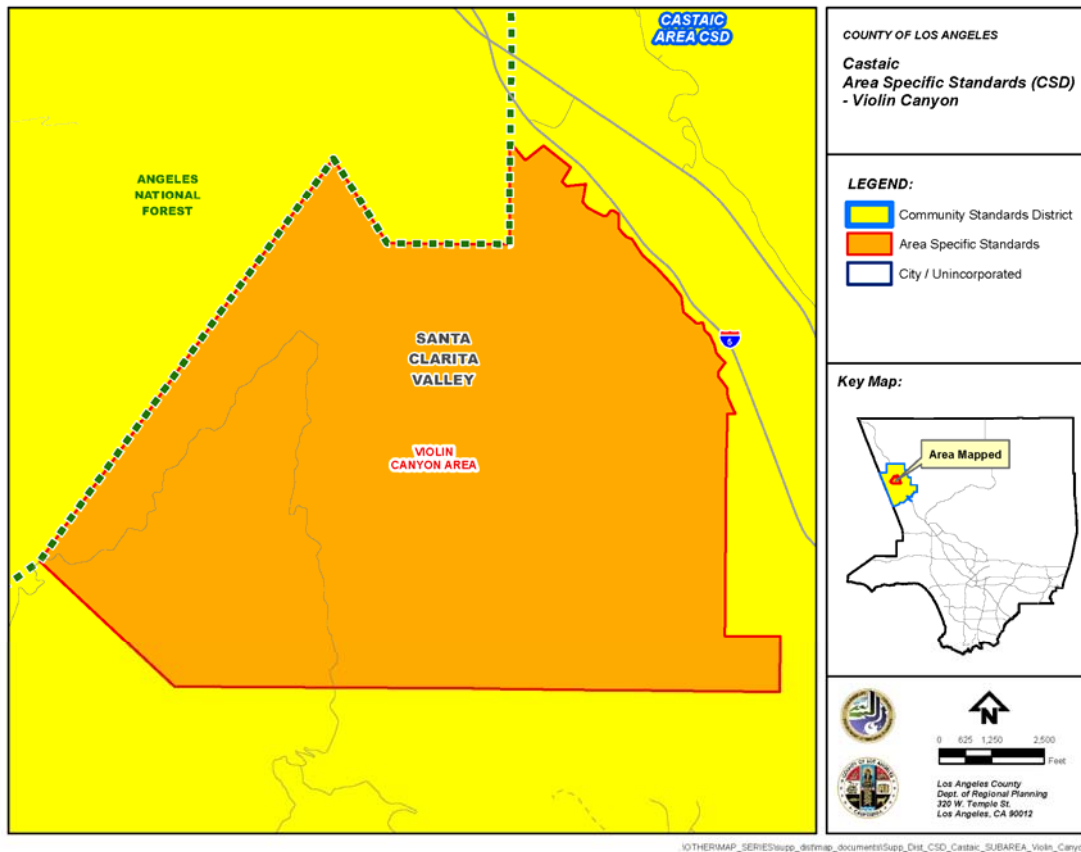 CASTAIC
AREA CSD
ANGELES
NATIONAL
FOREST
SANTA
CLARITA
VALLEY
VIOLIN
CANYON AREA
5
COUNTY OF LOS ANGELES
Castaic
Area Specific Standards (CSD)
- Violin Canyon
LEGEND:
Community Standards District
Area Specific Standards
City / Unincorporated
Key Map:
Area Mapped
N
0 625 1,250 2,500
Feet
Los Angeles County
Dept. of Regional Planning
320 W. Temple St.
Los Angeles, CA 90012